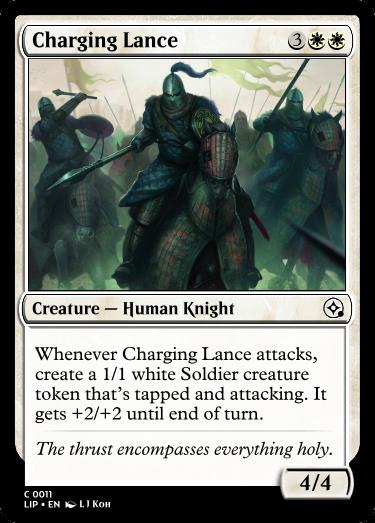 Charging Lance 3
Creature — Human Knight
Whenever Charging Lance attacks,
create a 1/1 white Soldier creature
token that's tapped and attacking. It
gets +2/+2 until end of turn.
The thrust encompasses everything holy.
4/4
C 0011
LIP • EN LJ Koh